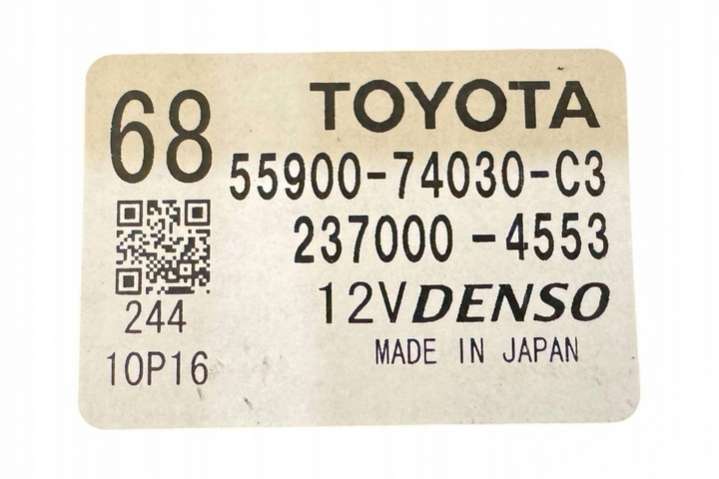 68
TOYOTA
55900-74030-C3
237000-4553
12V DENSO
244
10P16
MADE IN JAPAN